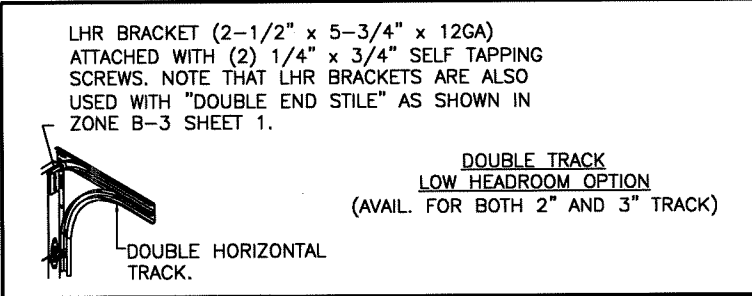 LHR BRACKET (2-1/2" x 5-3/4" x 12GA)
ATTACHED WITH (2) 1/4" x 3/4" SELF TAPPING
SCREWS. NOTE THAT LHR BRACKETS ARE ALSO
USED WITH "DOUBLE END STILE" AS SHOWN IN
ZONE B-3 SHEET 1.
DOUBLE TRACK
LOW HEADROOM OPTION
(AVAIL. FOR BOTH 2" AND 3" TRACK)
DOUBLE HORIZONTAL
TRACK.